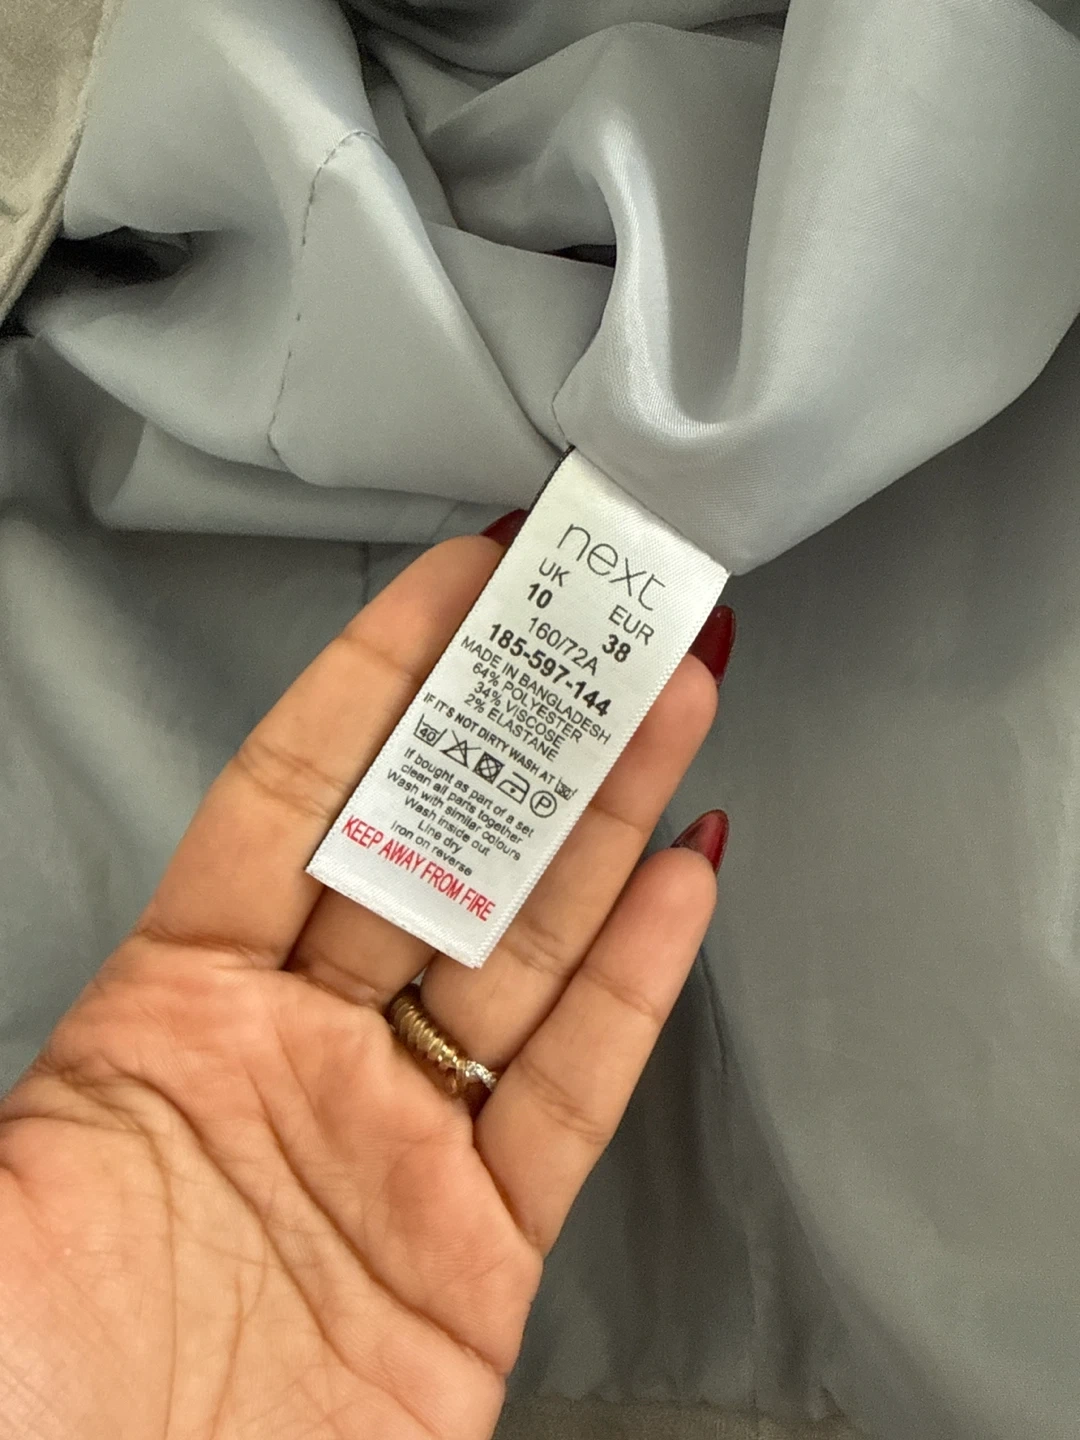 next
UK EUR
10 38
160/72A
185-597-144
MADE IN BANGLADESH
64% POLYESTER
34% VISCOSE
2% ELASTANE
IF IT'S NOT DIRTY WASH AT 30
40 P
If bought as part of a set
clean all parts together
Wash with similar colours
Wash inside out
Line dry
Iron on reverse
KEEP AWAY FROM FIRE